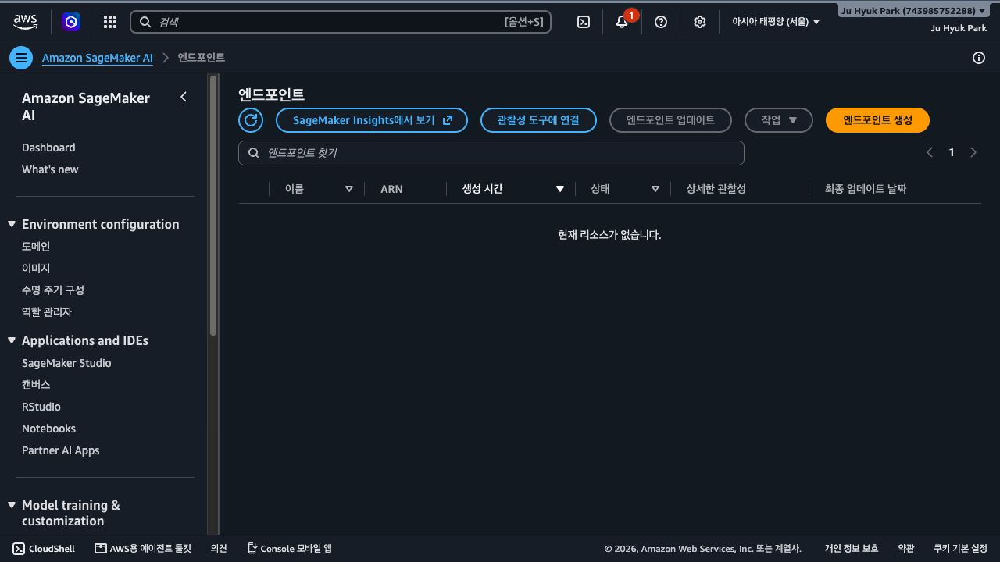 aws
검색
[옵션+S]
1
아시아 태평양 (서울)
Ju Hyuk Park (743985752288)
Ju Hyuk Park
Amazon SageMaker AI
엔드포인트
Amazon SageMaker
AI
Dashboard
What's new
Environment configuration
도메인
이미지
수명 주기 구성
역할 관리자
Applications and IDEs
SageMaker Studio
캔버스
RStudio
Notebooks
Partner AI Apps
Model training &
customization
엔드포인트
SageMaker Insights에서 보기
관찰성 도구에 연결
엔드포인트 업데이트
작업
엔드포인트 생성
엔드포인트 찾기
1
이름
ARN
생성 시간
상태
상세한 관찰성
최종 업데이트 날짜
현재 리소스가 없습니다.
CloudShell
AWS용 에이전트 툴킷
의견
Console 모바일 앱
© 2026, Amazon Web Services, Inc. 또는 계열사.
개인 정보 보호
약관
쿠키 기본 설정